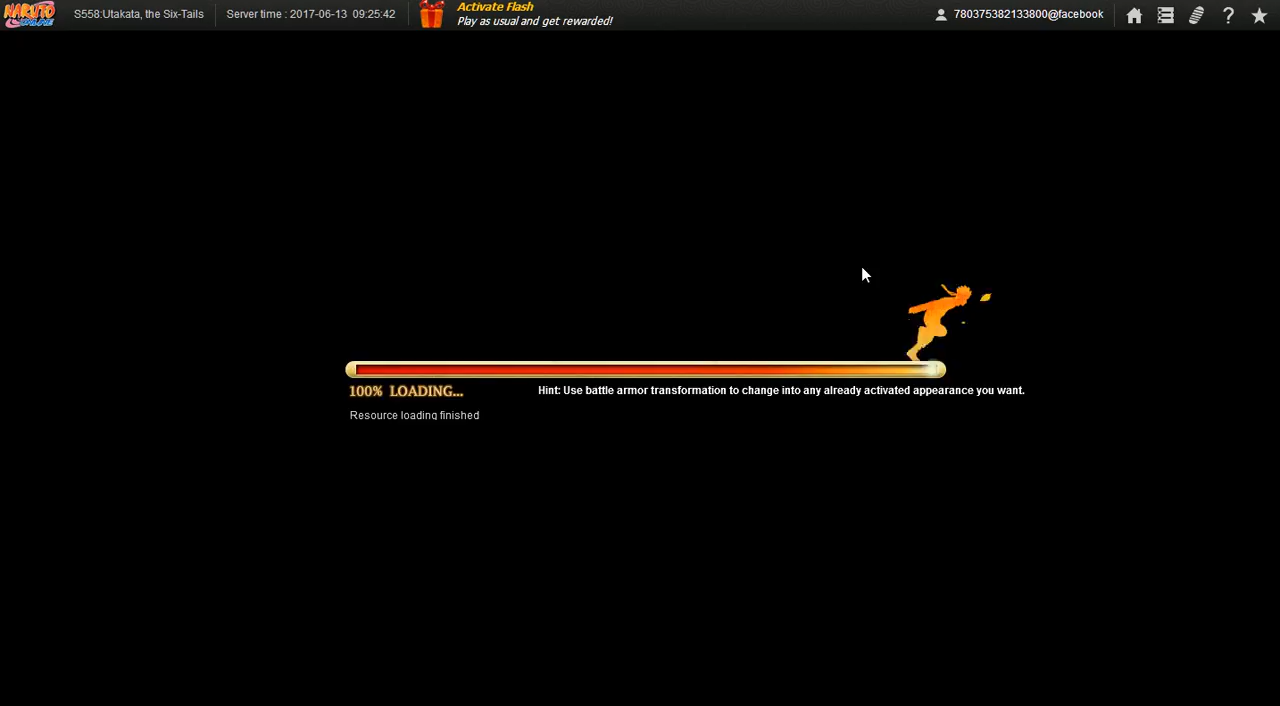 NARUTO
ONLINE
S558:Utakata, the Six-Tails
Server time : 2017-06-13 09:25:42
Activate Flash
Play as usual and get rewarded!
780375382133800@facebook
?
100% LOADING...
Hint: Use battle armor transformation to change into any already activated appearance you want.
Resource loading finished